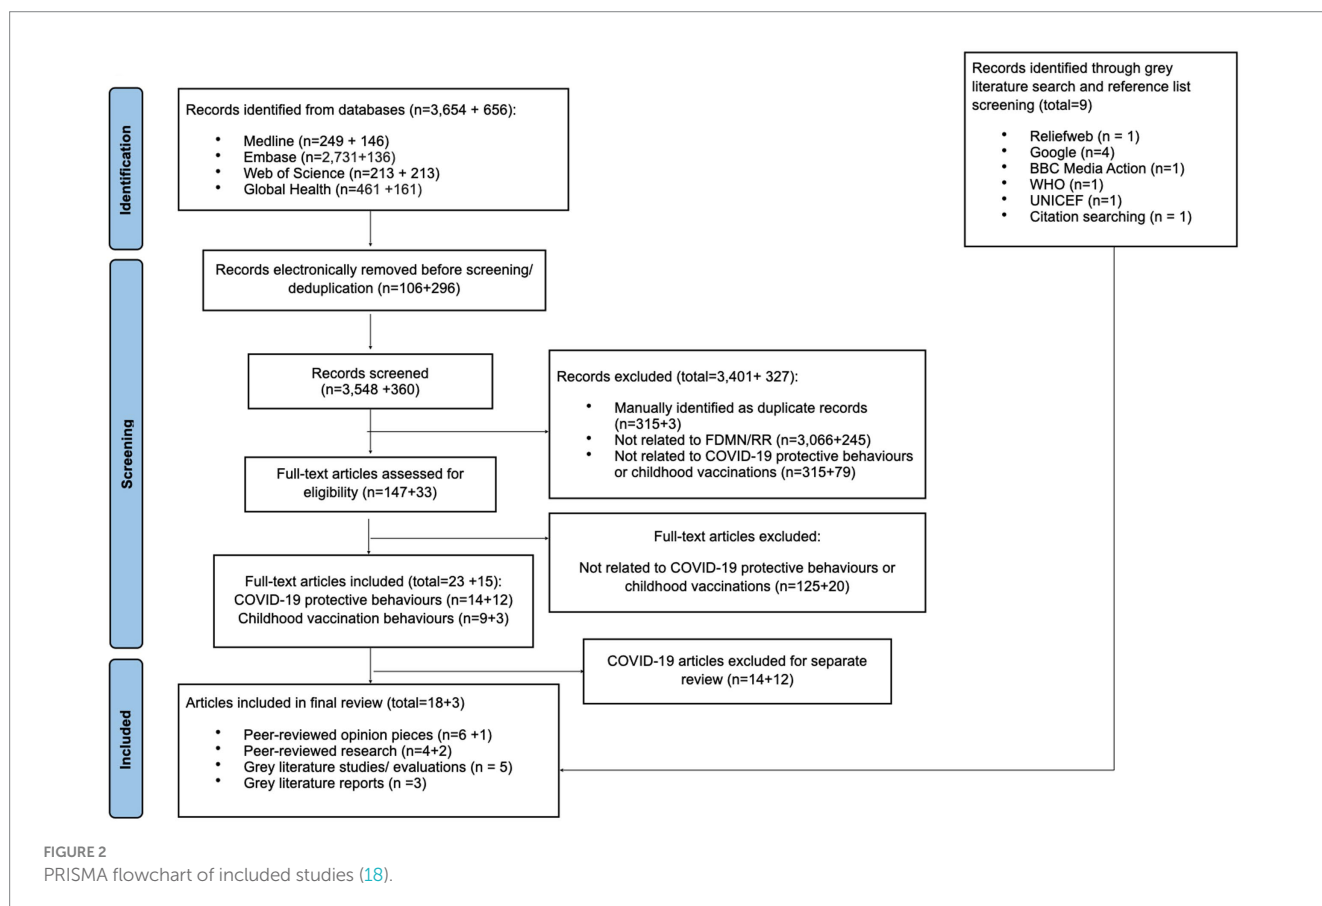 Identification
Records identified from databases (n=3,654 + 656):
• Medline (n=249 + 146)
• Embase (n=2,731+136)
• Web of Science (n=213 + 213)
• Global Health (n=461 +161)
Records identified through grey
literature search and reference list
screening (total=9)
• Reliefweb (n = 1)
• Google (n=4)
• BBC Media Action (n=1)
• WHO (n=1)
• UNICEF (n=1)
• Citation searching (n = 1)
Screening
Records electronically removed before screening/
deduplication (n=106+296)
Records screened
(n=3,548 +360)
Records excluded (total=3,401+ 327):
• Manually identified as duplicate records
(n=315+3)
• Not related to FDMN/RR (n=3,066+245)
• Not related to COVID-19 protective behaviours
or childhood vaccinations (n=315+79)
Full-text articles assessed for
eligibility (n=147+33)
Full-text articles excluded:
Not related to COVID-19 protective behaviours or
childhood vaccinations (n=125+20)
Full-text articles included (total=23 +15):
COVID-19 protective behaviours (n=14+12)
Childhood vaccination behaviours (n=9+3)
COVID-19 articles excluded for separate
review (n=14+12)
Included
Articles included in final review (total=18+3)
• Peer-reviewed opinion pieces (n=6 +1)
• Peer-reviewed research (n=4+2)
• Grey literature studies/ evaluations (n = 5)
• Grey literature reports (n =3)
FIGURE 2
PRISMA flowchart of included studies (18).